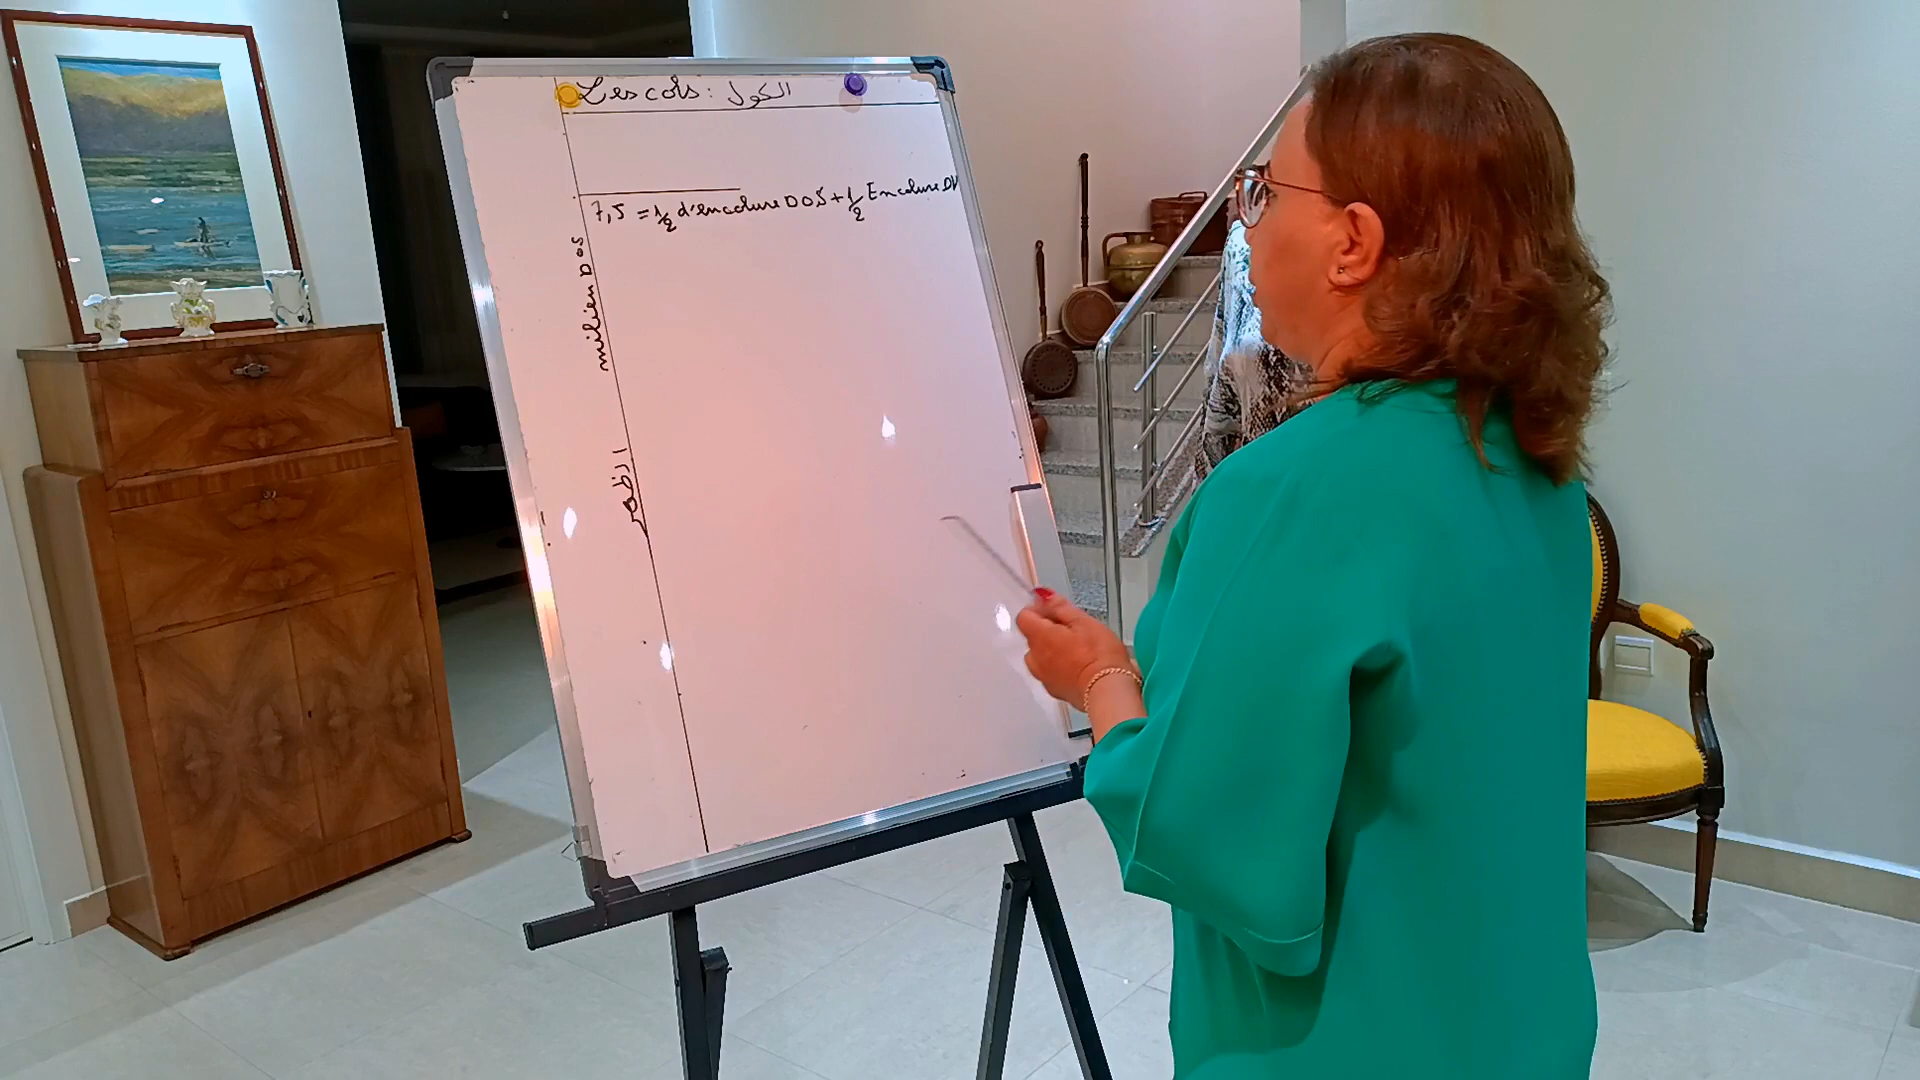 Les cols : الكول
7,5 = 1/2 d'encolure DOS + 1/2 Encolure DV
milieu DOS
الظهر